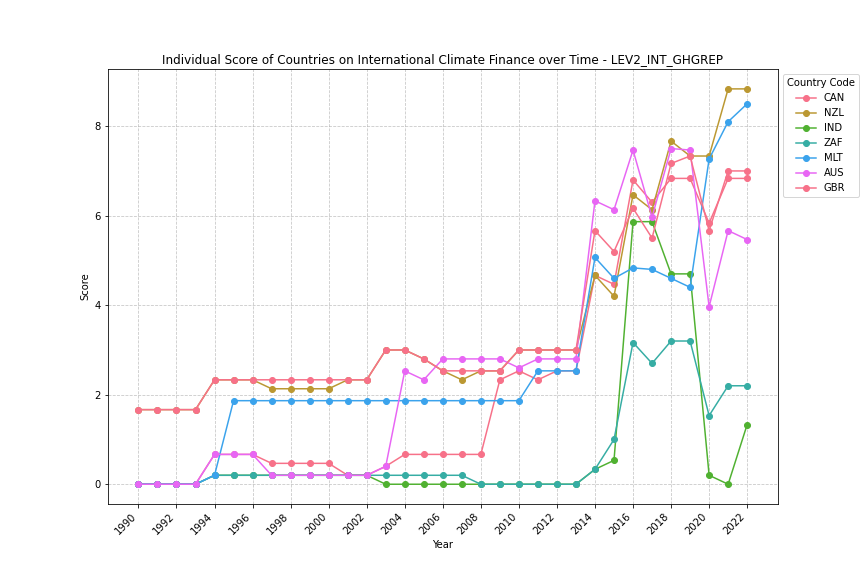 Individual Score of Countries on International Climate Finance over Time - LEV2_INT_GHGREP
Country Code
CAN
NZL
IND
ZAF
MLT
AUS
GBR
8
6
4
2
0
Score
1990 1992 1994 1996 1998 2000 2002 2004 2006 2008 2010 2012 2014 2016 2018 2020 2022
Year